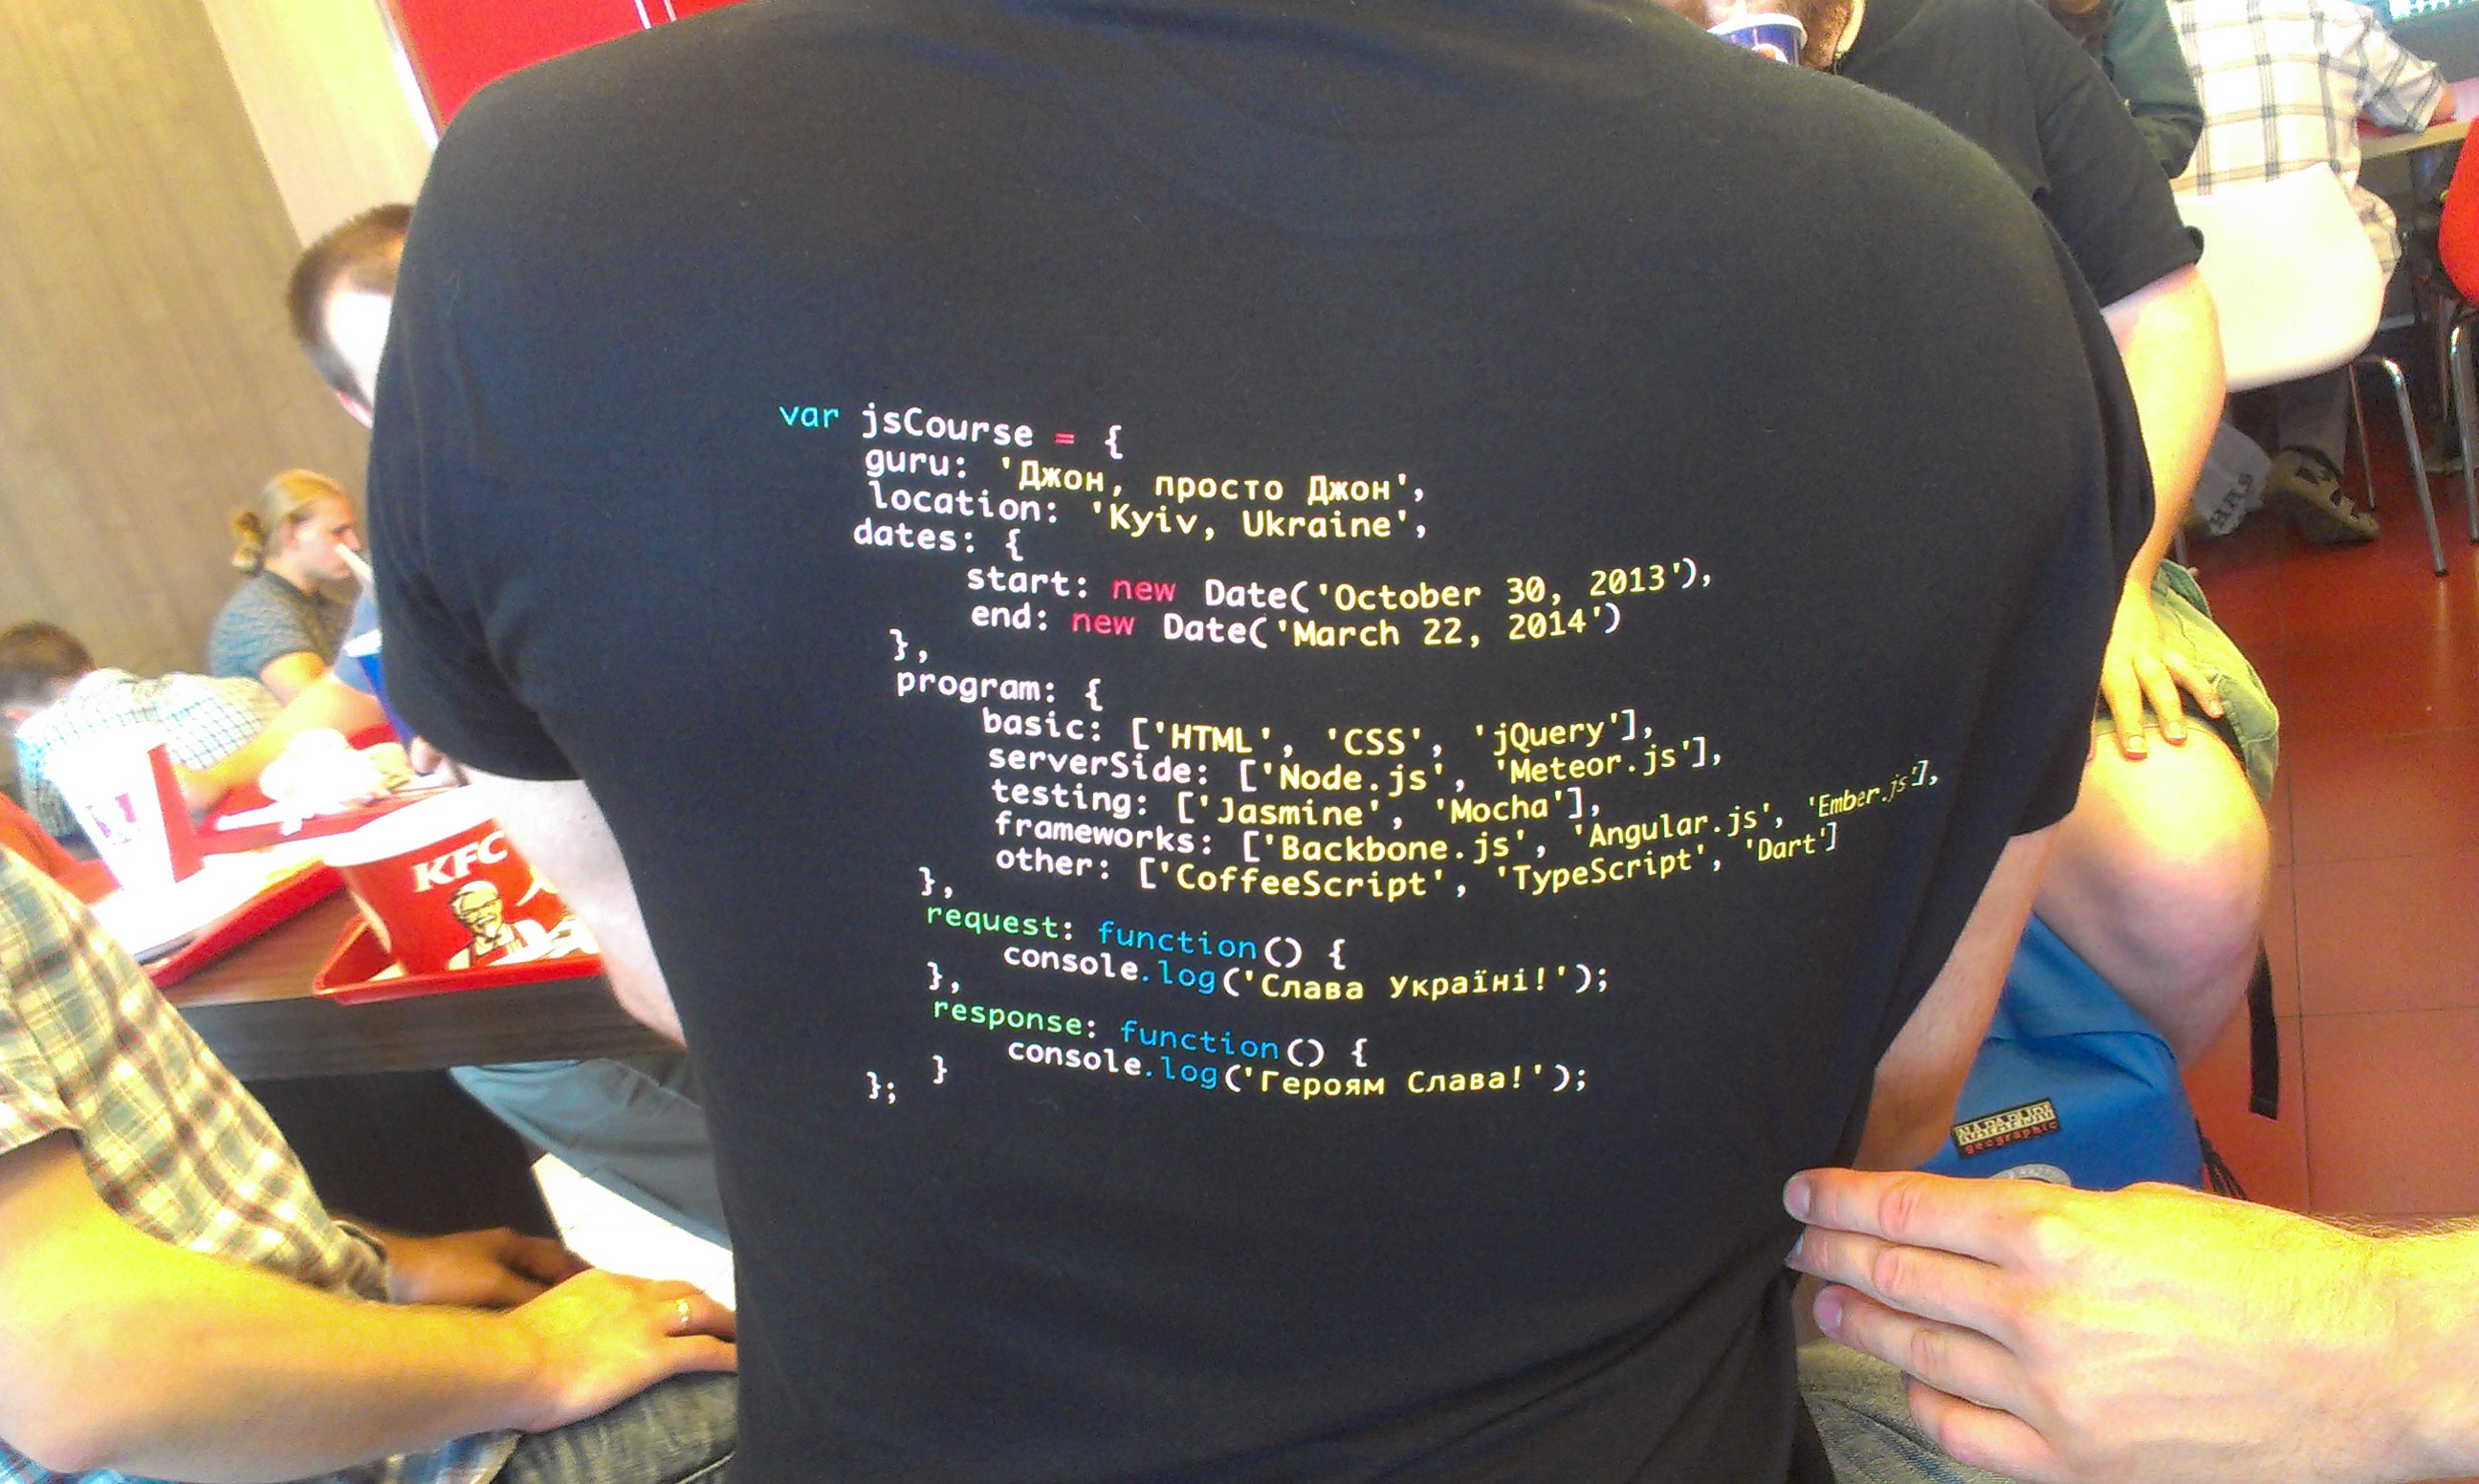 var jsCourse = {
guru: 'Джон, просто Джон',
location: 'Kyiv, Ukraine',
dates: {
start: new Date('October 30, 2013'),
end: new Date('March 22, 2014')
},
program: {
basic: ['HTML', 'CSS', 'jQuery'],
serverSide: ['Node.js', 'Meteor.js'],
testing: ['Jasmine', 'Mocha'],
frameworks: ['Backbone.js', 'Angular.js', 'Ember.js'],
other: ['CoffeeScript', 'TypeScript', 'Dart']
},
request: function() {
console.log('Слава Україні!');
},
response: function() {
console.log('Героям Слава!');
}
};
KFC
geographic